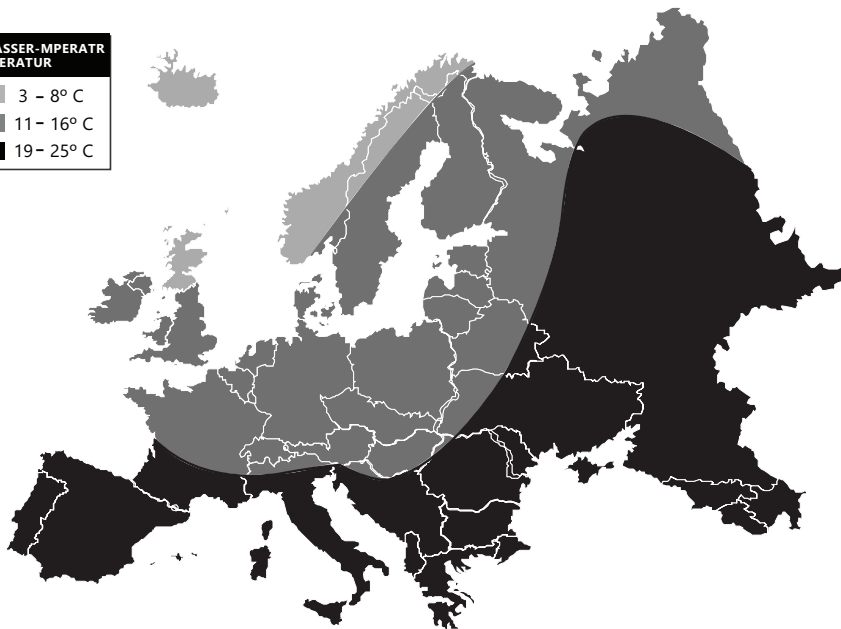 ASSER-MPERATR
ERATUR
3 – 8º C
11 – 16º C
19 – 25º C